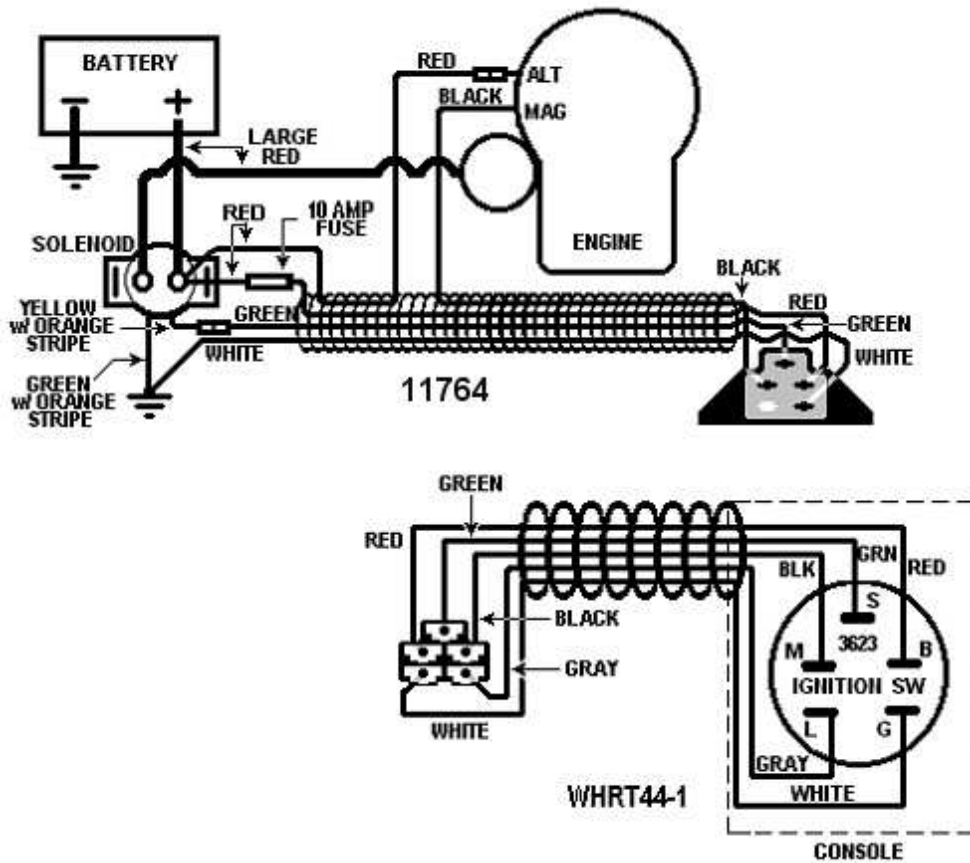 BATTERY
− +
LARGE
RED
RED
ALT
BLACK
MAG
RED
10 AMP
FUSE
SOLENOID
ENGINE
BLACK
RED
GREEN
WHITE
YELLOW
w/ ORANGE
STRIPE
GREEN
WHITE
GREEN
w/ ORANGE
STRIPE
11764
GREEN
RED
BLK
GRN
RED
S
3623
M
B
BLACK
GRAY
IGNITION SW
L
G
WHITE
GRAY
WHITE
WHRT44-1
CONSOLE